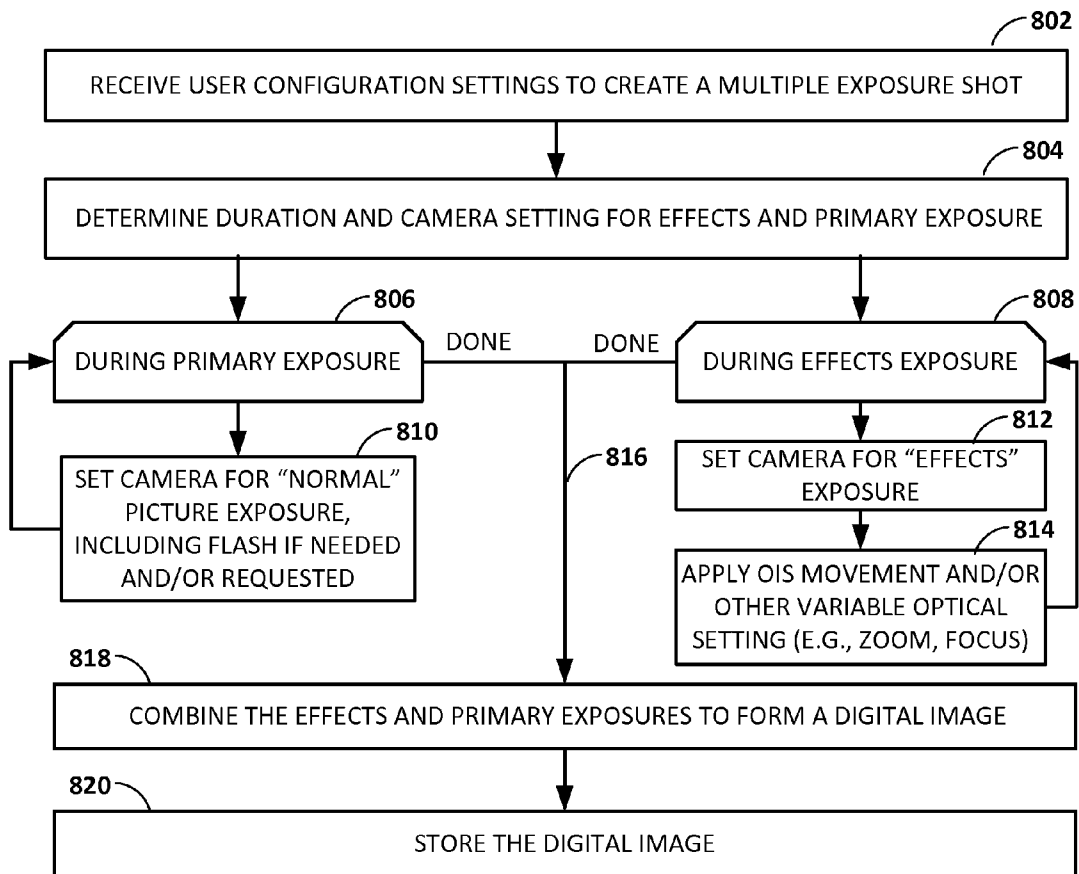 802
RECEIVE USER CONFIGURATION SETTINGS TO CREATE A MULTIPLE EXPOSURE SHOT
804
DETERMINE DURATION AND CAMERA SETTING FOR EFFECTS AND PRIMARY EXPOSURE
806
DURING PRIMARY EXPOSURE
DONE
DONE
808
DURING EFFECTS EXPOSURE
810
SET CAMERA FOR “NORMAL”
PICTURE EXPOSURE,
INCLUDING FLASH IF NEEDED
AND/OR REQUESTED
816
812
SET CAMERA FOR “EFFECTS”
EXPOSURE
814
APPLY OIS MOVEMENT AND/OR
OTHER VARIABLE OPTICAL
SETTING (E.G., ZOOM, FOCUS)
818
COMBINE THE EFFECTS AND PRIMARY EXPOSURES TO FORM A DIGITAL IMAGE
820
STORE THE DIGITAL IMAGE